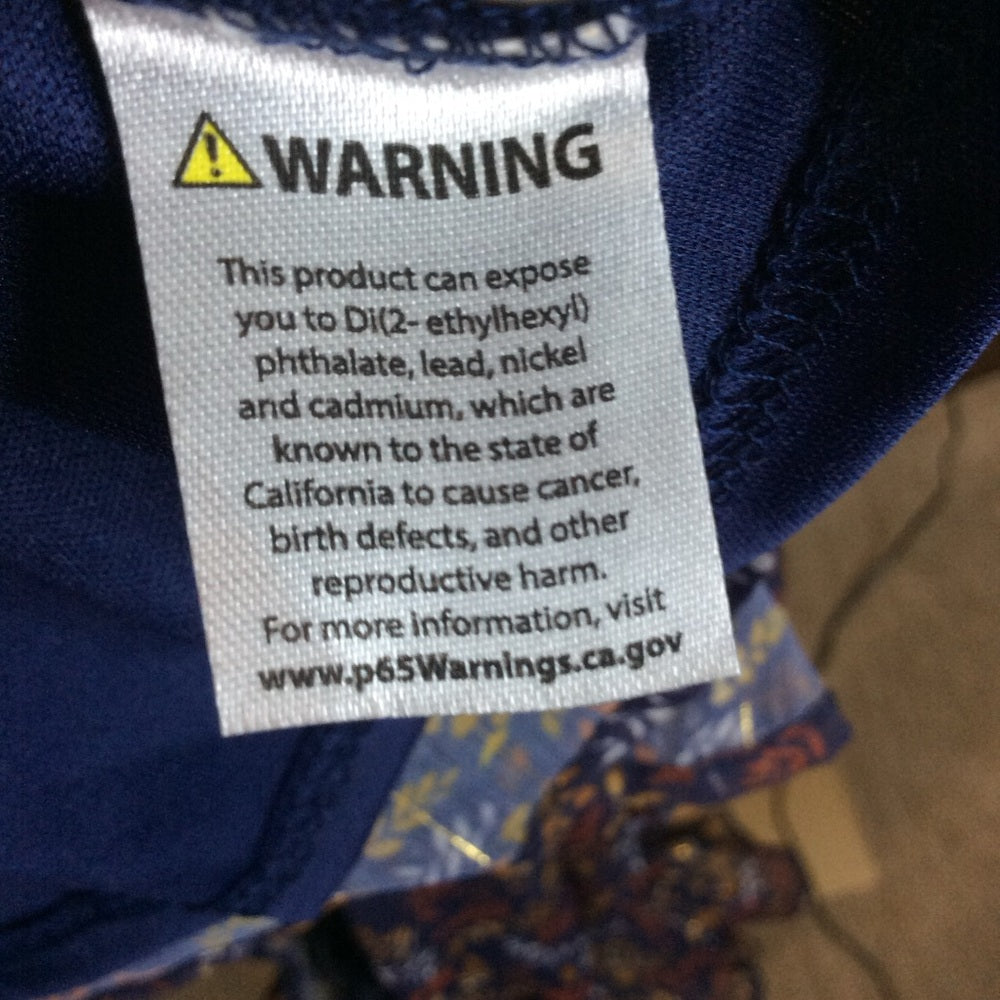 WARNING
This product can expose
you to Di(2- ethylhexyl)
phthalate, lead, nickel
and cadmium, which are
known to the state of
California to cause cancer,
birth defects, and other
reproductive harm.
For more information, visit
www.p65Warnings.ca.gov